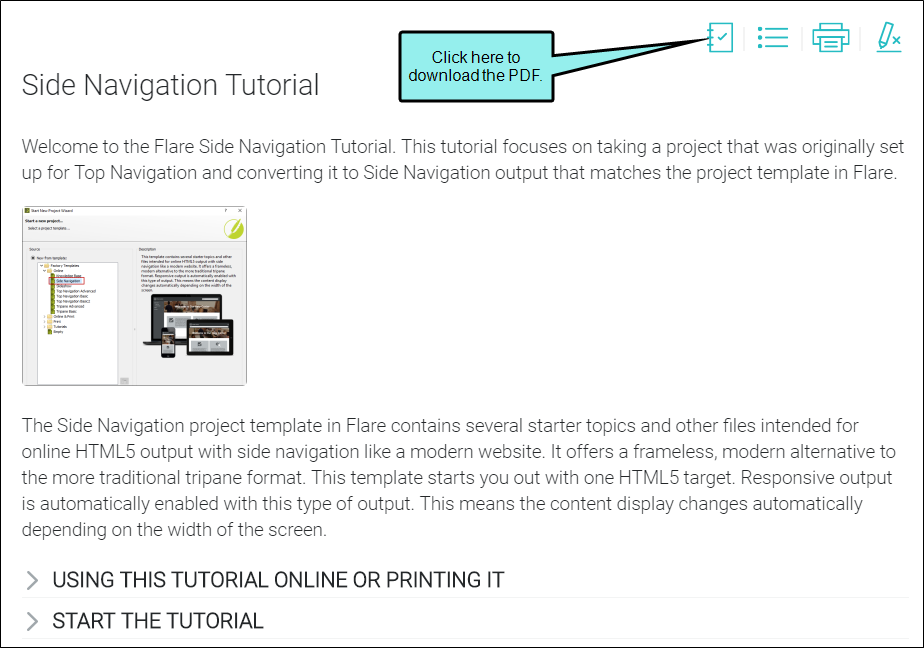 Click here to
download the PDF.
Side Navigation Tutorial
Welcome to the Flare Side Navigation Tutorial. This tutorial focuses on taking a project that was originally set
up for Top Navigation and converting it to Side Navigation output that matches the project template in Flare.
Start New Project Wizard
Start a new project...
Select a project template...
Source
New from template:
Factory Templates
Online
Knowledge Base
Side Navigation
Top Navigation Advanced
Top Navigation Basic
Top Navigation Basic2
Tripane Advanced
Tripane Basic
Online & Print
Print
Tutorials
Empty
Description
This template contains several starter topics and other
files intended for online HTML5 output with side
navigation like a modern website. It offers a frameless,
modern alternative to the more traditional tripane
format. Responsive output is automatically enabled with
this type of output. This means the content display
changes automatically depending on the width of the
screen.
The Side Navigation project template in Flare contains several starter topics and other files intended for
online HTML5 output with side navigation like a modern website. It offers a frameless, modern alternative to
the more traditional tripane format. This template starts you out with one HTML5 target. Responsive output
is automatically enabled with this type of output. This means the content display changes automatically
depending on the width of the screen.
USING THIS TUTORIAL ONLINE OR PRINTING IT
START THE TUTORIAL